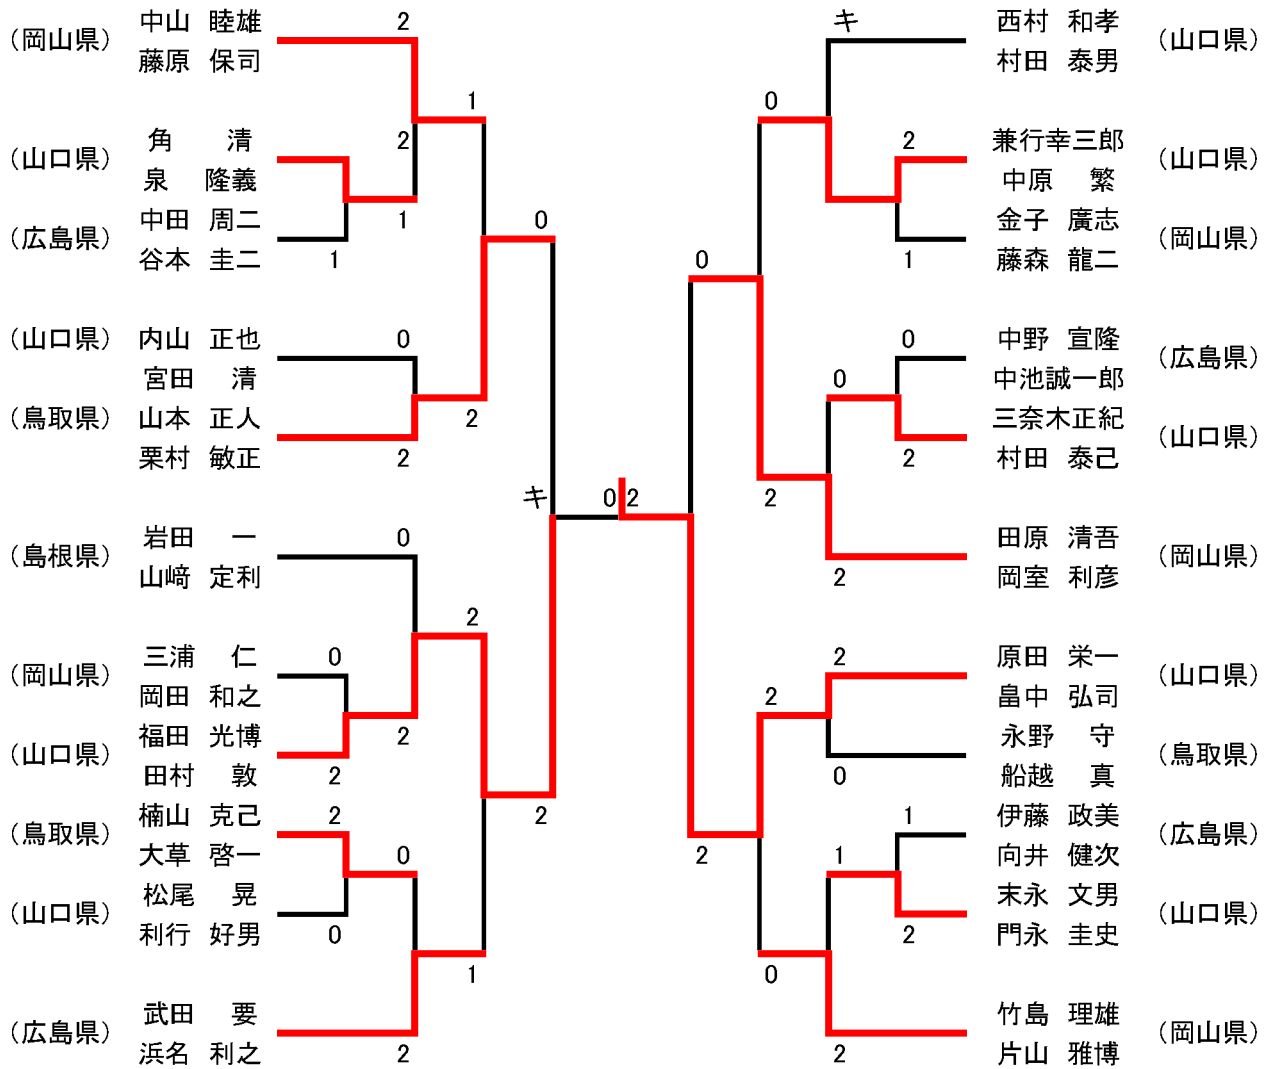 中山 睦雄
(岡山県)
藤原 保司
2
1
角 清
(山口県)
泉 隆義
2
中田 周二
1
(広島県)
谷本 圭二
1
0
(山口県) 内山 正也
0
宮田 清
(鳥取県) 山本 正人
2
栗村 敏正
2
キ
0
岩田 一
0
(島根県)
山﨑 定利
2
三浦 仁
0
(岡山県)
岡田 和之
福田 光博
2
(山口県)
田村 敦
2
楠山 克己
2
2
(鳥取県)
大草 啓一
0
松尾 晃
(山口県)
利行 好男
0
1
武田 要
(広島県)
浜名 利之
2
キ
西村 和孝
(山口県)
村田 泰男
0
2
兼行幸三郎
(山口県)
中原 繁
金子 廣志
(岡山県)
1
藤森 龍二
0
0
中野 宣隆
(広島県)
0
中池誠一郎
三奈木正紀
(山口県)
2
村田 泰己
2
2
田原 清吾
(岡山県)
2
岡室 利彦
2
原田 栄一
(山口県)
2
畠中 弘司
永野 守
(鳥取県)
0
船越 真
1
伊藤 政美
(広島県)
2
1
向井 健次
末永 文男
(山口県)
2
門永 圭史
0
竹島 理雄
(岡山県)
2
片山 雅博